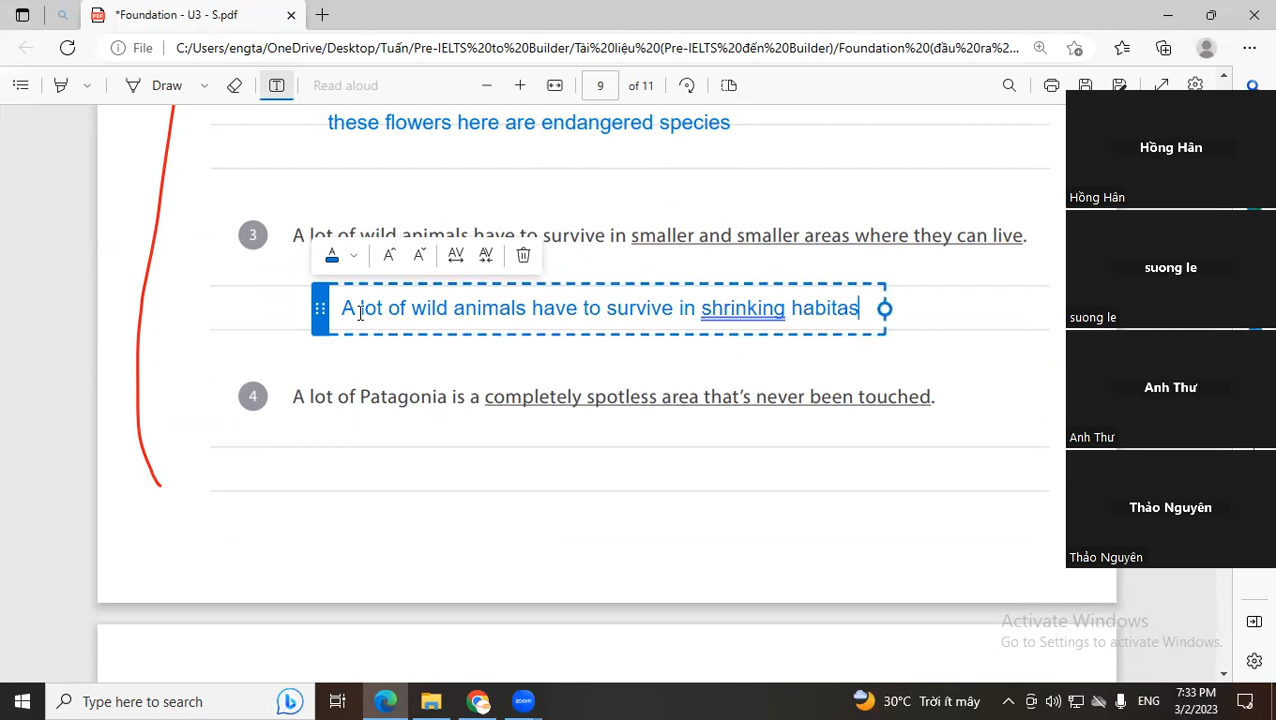 *Foundation - U3 - S.pdf
File
C:/Users/engta/OneDrive/Desktop/Tuấn/Pre-IELTS%20to%20Builder/Tài%20liệu%20(Pre-IELTS%20đến%20Builder)/Foundation%20(đầu%20ra%...
Draw
Read aloud
9
of 11
these flowers here are endangered species
3
A lot of wild animals have to survive in smaller and smaller areas where they can live.
A lot of wild animals have to survive in shrinking habitas
4
A lot of Patagonia is a completely spotless area that's never been touched.
Hồng Hân
Hồng Hân
suong le
suong le
Anh Thư
Anh Thư
Thảo Nguyên
Thảo Nguyên
Activate Windows
Go to Settings to activate Windows.
Type here to search
zoom
30°C Trời ít mây
ENG
7:33 PM
3/2/2023